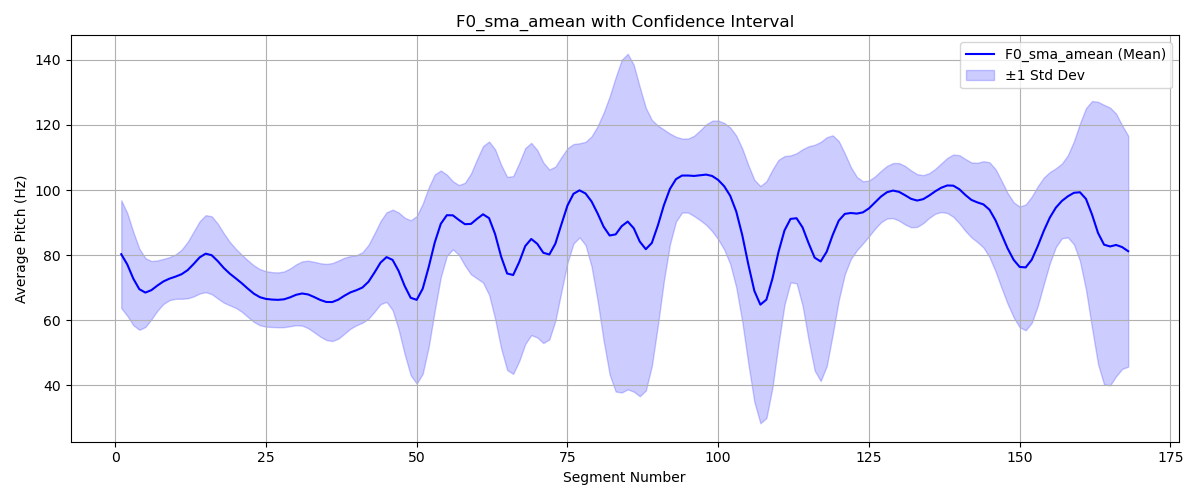 F0_sma_amean with Confidence Interval
F0_sma_amean (Mean)
±1 Std Dev
Average Pitch (Hz)
140
120
100
80
60
40
0 25 50 75 100 125 150 175
Segment Number